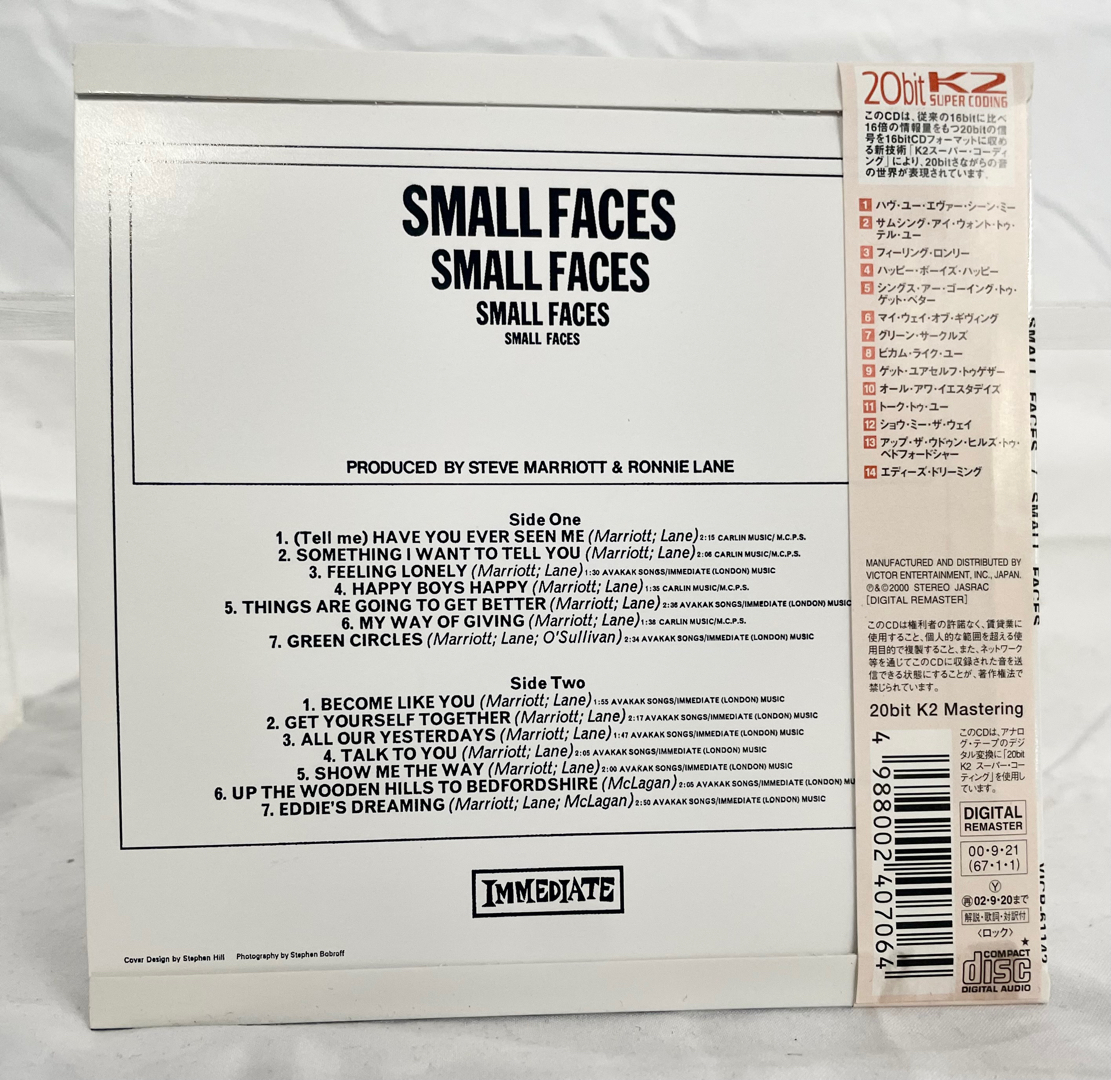 SMALL FACES
SMALL FACES
SMALL FACES
SMALL FACES
PRODUCED BY STEVE MARRIOTT & RONNIE LANE
Side One
1. (Tell me) HAVE YOU EVER SEEN ME (Marriott; Lane) 2:15 CARLIN MUSIC/M.C.P.S.
2. SOMETHING I WANT TO TELL YOU (Marriott; Lane) 2:06 CARLIN MUSIC/M.C.P.S.
3. FEELING LONELY (Marriott; Lane) 1:30 AVAKAK SONGS/IMMEDIATE (LONDON) MUSIC
4. HAPPY BOYS HAPPY (Marriott; Lane) 1:35 CARLIN MUSIC/M.C.P.S.
5. THINGS ARE GOING TO GET BETTER (Marriott; Lane) 2:36 AVAKAK SONGS/IMMEDIATE (LONDON) MUSIC
6. MY WAY OF GIVING (Marriott; Lane) 1:36 CARLIN MUSIC/M.C.P.S.
7. GREEN CIRCLES (Marriott; Lane; O'Sullivan) 2:34 AVAKAK SONGS/IMMEDIATE (LONDON) MUSIC
Side Two
1. BECOME LIKE YOU (Marriott; Lane) 1:55 AVAKAK SONGS/IMMEDIATE (LONDON) MUSIC
2. GET YOURSELF TOGETHER (Marriott; Lane) 2:17 AVAKAK SONGS/IMMEDIATE (LONDON) MUSIC
3. ALL OUR YESTERDAYS (Marriott; Lane) 1:47 AVAKAK SONGS/IMMEDIATE (LONDON) MUSIC
4. TALK TO YOU (Marriott; Lane) 2:05 AVAKAK SONGS/IMMEDIATE (LONDON) MUSIC
5. SHOW ME THE WAY (Marriott; Lane) 2:00 AVAKAK SONGS/IMMEDIATE (LONDON) MUSIC
6. UP THE WOODEN HILLS TO BEDFORDSHIRE (McLagan) 2:05 AVAKAK SONGS/IMMEDIATE (LONDON) MU
7. EDDIE'S DREAMING (Marriott; Lane; McLagan) 2:50 AVAKAK SONGS/IMMEDIATE (LONDON) MUSIC
IMMEDIATE
Cover Design by Stephen Hill Photography by Stephen Bobroff
20bit K2
SUPER CODING
このCDは、従来の16bitに比べ
16倍の情報量をもつ20bitの信
号を16bitCDフォーマットに収め
る新技術「K2スーパー・コーディ
ング」により、20bitさながらの音
の世界が表現されています。
1 ハヴ・ユー・エヴァー・シーン・ミー
2 サムシング・アイ・ウォント・トゥ・
テル・ユー
3 フィーリング・ロンリー
4 ハッピー・ボーイズ・ハッピー
5 シングス・アー・ゴーイング・トゥ・
ゲット・ベター
6 マイ・ウェイ・オブ・ギヴィング
7 グリーン・サークルズ
8 ビカム・ライク・ユー
9 ゲット・ユアセルフ・トゥゲザー
10 オール・アワ・イエスタデイズ
11 トーク・トゥ・ユー
12 ショウ・ミー・ザ・ウェイ
13 アップ・ザ・ウドゥン・ヒルズ・トゥ・
ベドフォードシャー
14 エディーズ・ドリーミング
MANUFACTURED AND DISTRIBUTED BY
VICTOR ENTERTAINMENT, INC., JAPAN.
℗&©2000 STEREO JASRAC
[DIGITAL REMASTER]
このCDは権利者の許諾なく、賃貸業に
使用すること、個人的な範囲を超える使
用目的で複製すること、また、ネットワーク
等を通じてこのCDに収録された音を送
信できる状態にすることが、著作権法で
禁じられています。
20bit K2 Mastering
4 988002 407064
このCDは、アナロ
グ・テープのデジ
タル変換に「20bit
K2 スーパー・コー
ディング」を使用し
ています。
DIGITAL
REMASTER
00・9・21
(67・1・1)
Ⓨ
再02・9・20まで
解説・歌詞・対訳付
〈ロック〉
★
COMPACT
disc
DIGITAL AUDIO
SMALL FACES / SMALL FACES